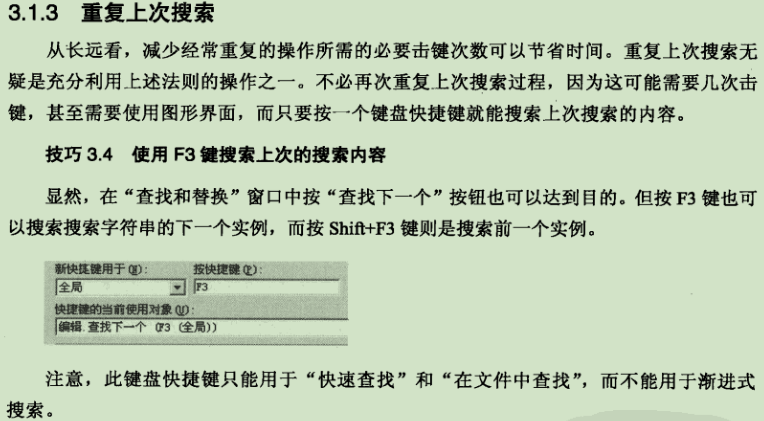 3.1.3 重复上次搜索
从长远看，减少经常重复的操作所需的必要击键次数可以节省时间。重复上次搜索无
疑是充分利用上述法则的操作之一。不必再次重复上次搜索过程，因为这可能需要几次击
键，甚至需要使用图形界面，而只要按一个键盘快捷键就能搜索上次搜索的内容。
技巧 3.4 使用 F3 键搜索上次的搜索内容
显然，在“查找和替换”窗口中按“查找下一个”按钮也可以达到目的。但按 F3 键也可
以搜索搜索字符串的下一个实例，而按 Shift+F3 键则是搜索前一个实例。
新快捷键用于(N): 按快捷键(P):
全局 F3
快捷键的当前使用对象(U):
编辑.查找下一个 (F3 (全局))
注意，此键盘快捷键只能用于“快速查找”和“在文件中查找”，而不能用于渐进式
搜索。